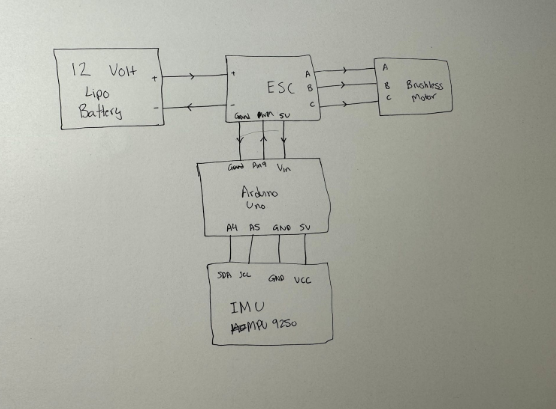 12 Volt
Lipo
Battery
+
-
+
-
ESC
A
B
C
Gnd PWM 5V
A
B
C
Brushless
Motor
Gnd Pin9 Vin
Arduino
Uno
A4 A5 GND 5V
SDA SCL GND VCC
IMU
MPU 9250